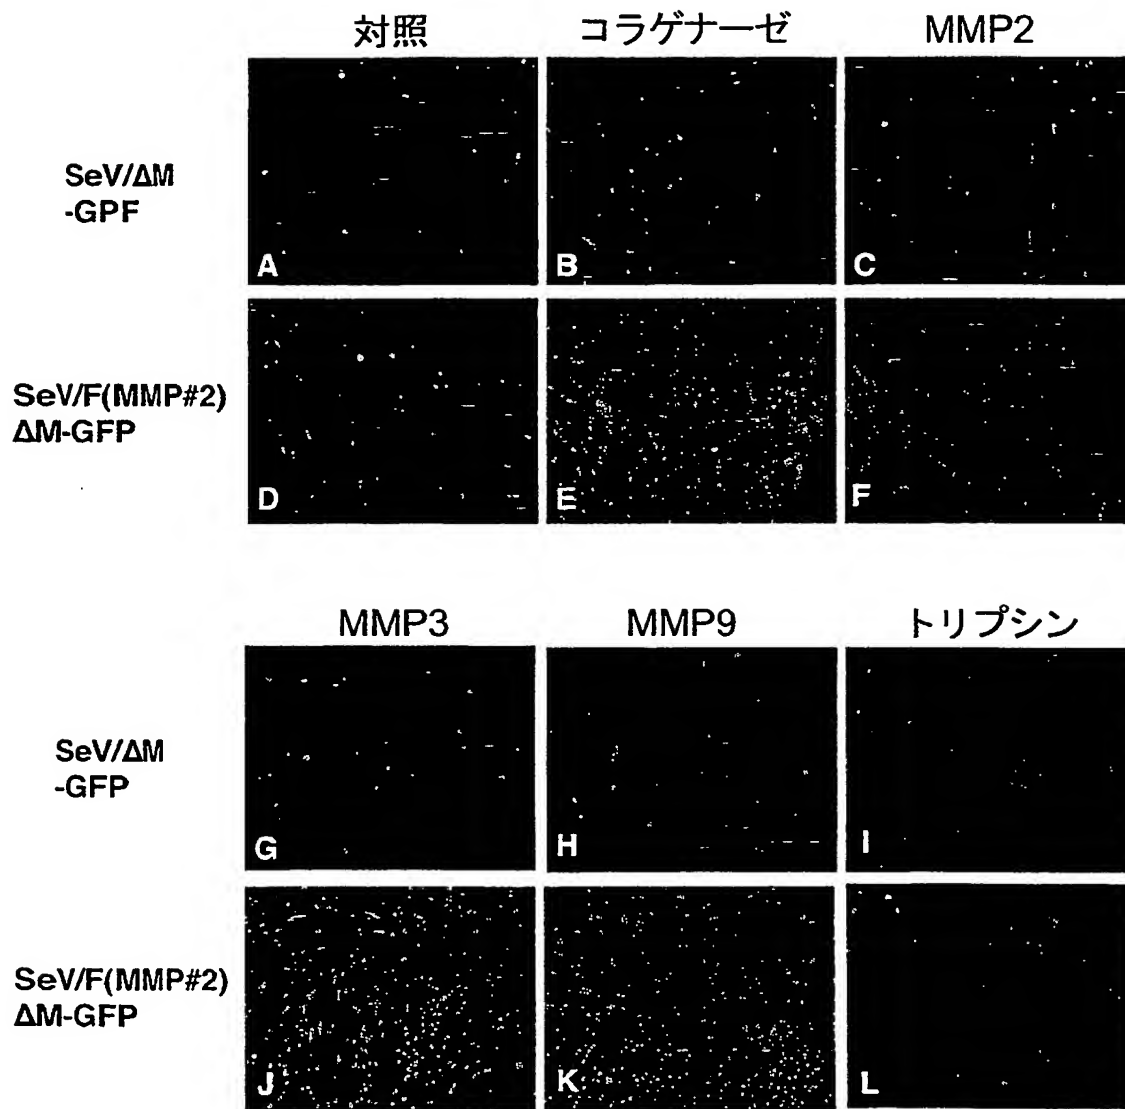 対照 コラゲナーゼ MMP2
SeV/ΔM
-GPF
A B C
SeV/F(MMP#2)
ΔM-GFP
D E F
MMP3 MMP9 トリプシン
SeV/ΔM
-GFP
G H I
SeV/F(MMP#2)
ΔM-GFP
J K L